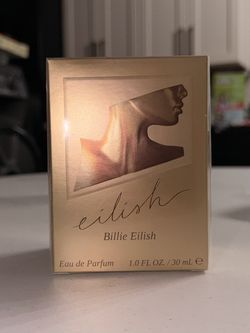 eilish
Billie Eilish
Eau de Parfum 1.0 FL OZ. / 30 mL ℮